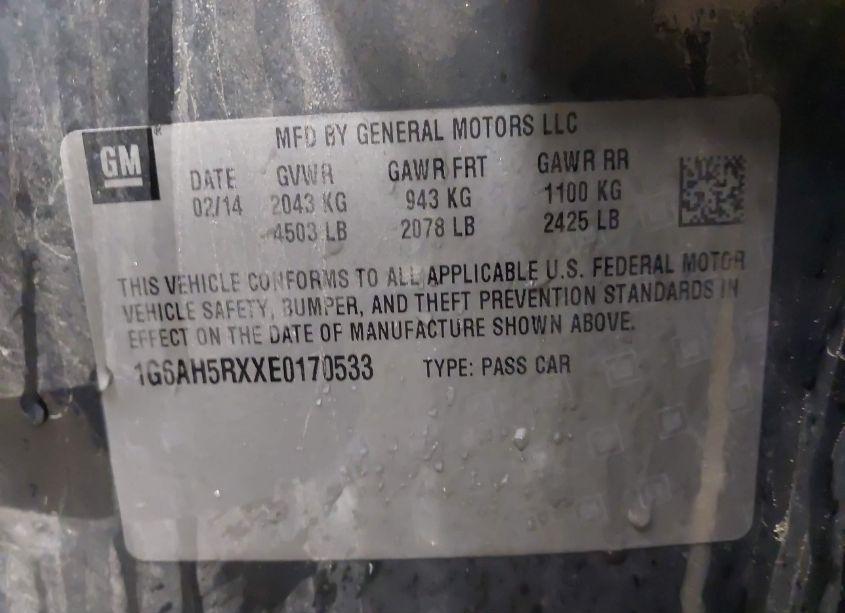 GM® MFD BY GENERAL MOTORS LLC
DATE GVWR GAWR FRT GAWR RR
02/14 2043 KG 943 KG 1100 KG
4503 LB 2078 LB 2425 LB
THIS VEHICLE CONFORMS TO ALL APPLICABLE U.S. FEDERAL MOTOR
VEHICLE SAFETY, BUMPER, AND THEFT PREVENTION STANDARDS IN
EFFECT ON THE DATE OF MANUFACTURE SHOWN ABOVE.
1G6AH5RXXE0170533 TYPE: PASS CAR